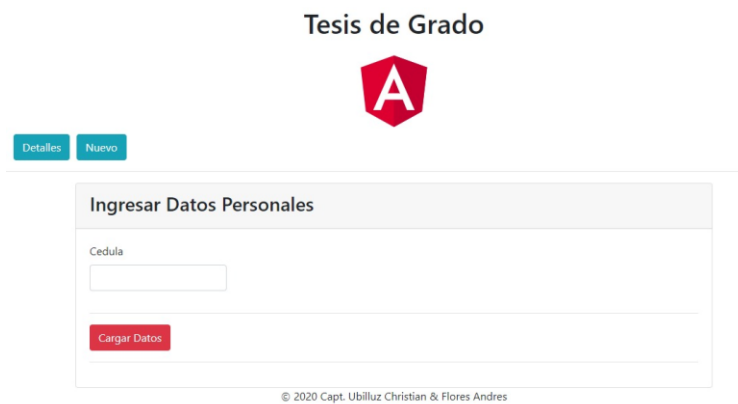 Tesis de Grado
A
Detalles Nuevo
Ingresar Datos Personales
Cedula
Cargar Datos
© 2020 Capt. Ubilluz Christian & Flores Andres